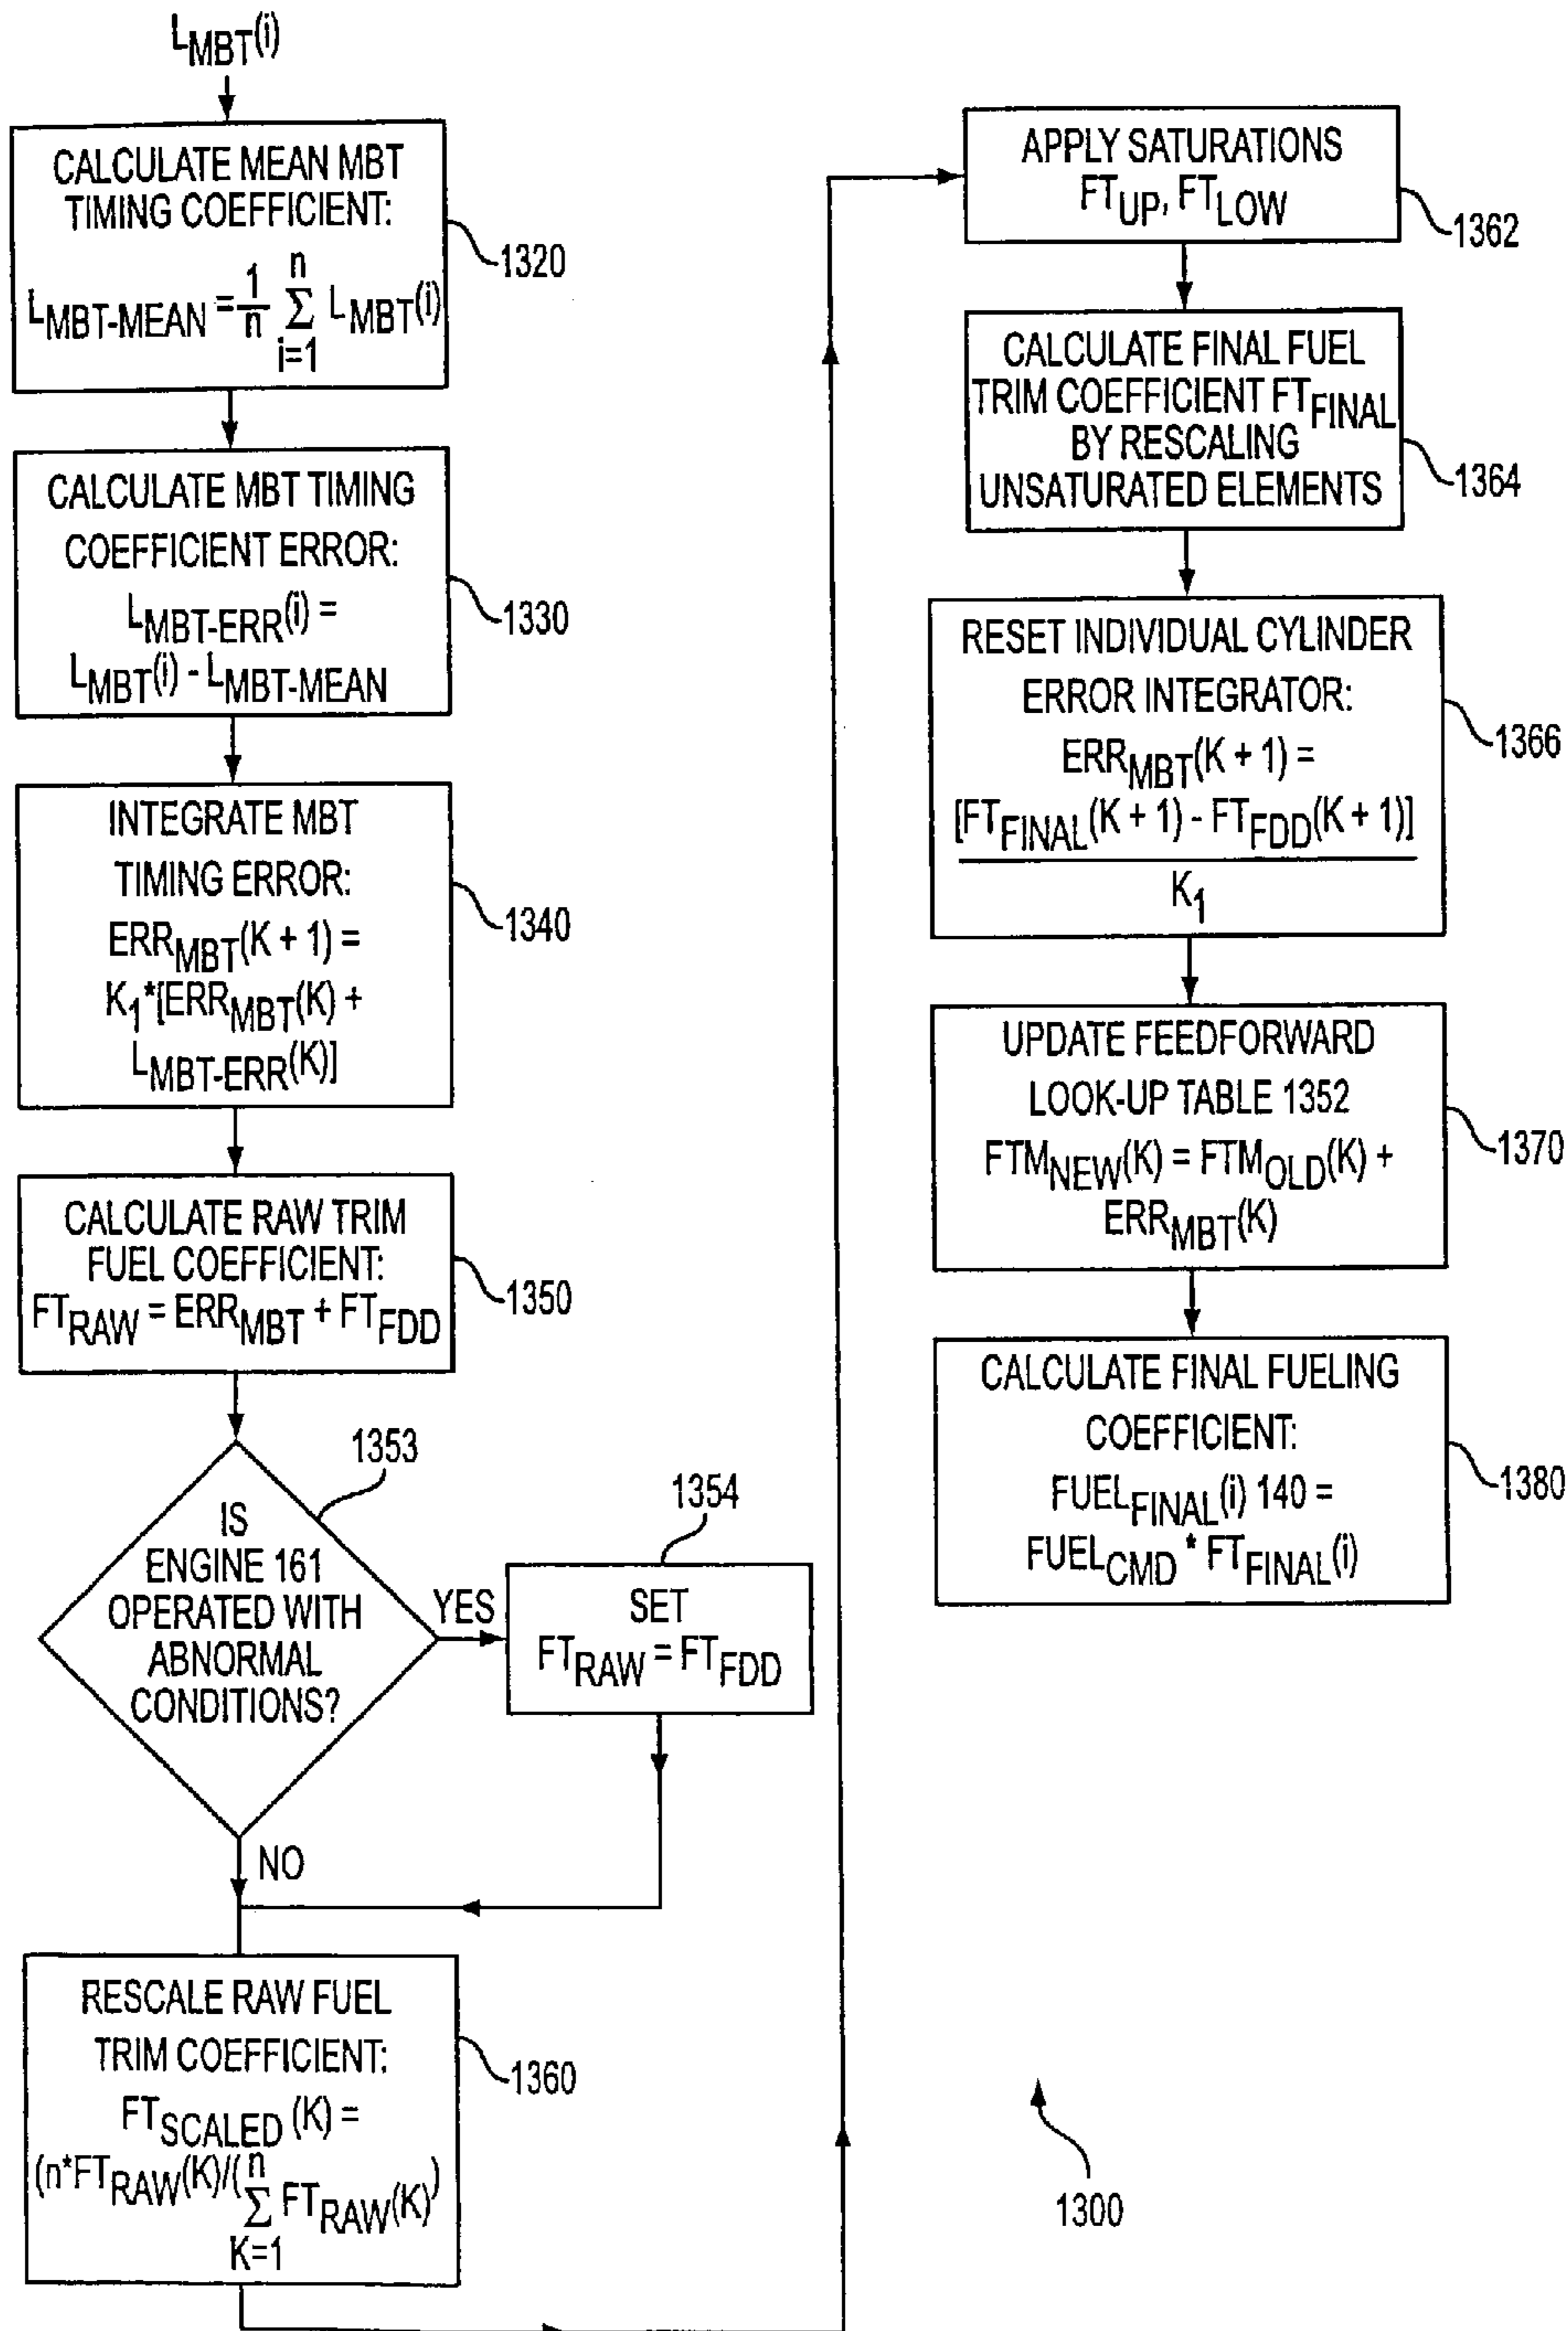 LMBT(i)
CALCULATE MEAN MBT
TIMING COEFFICIENT:
LMBT-MEAN = 1/n n Σ i=1 LMBT(i)
1320
CALCULATE MBT TIMING
COEFFICIENT ERROR:
LMBT-ERR(i) =
LMBT(i) - LMBT-MEAN
1330
INTEGRATE MBT
TIMING ERROR:
ERRMBT(K + 1) =
K1*[ERRMBT(K) +
LMBT-ERR(K)]
1340
CALCULATE RAW TRIM
FUEL COEFFICIENT:
FTRAW = ERRMBT + FTFDD
1350
1353
IS
ENGINE 161
OPERATED WITH
ABNORMAL
CONDITIONS?
YES
NO
1354
SET
FTRAW = FTFDD
RESCALE RAW FUEL
TRIM COEFFICIENT:
FTSCALED (K) =
(n*FTRAW(K)/( n Σ K=1 FTRAW(K))
1360
APPLY SATURATIONS
FTUP, FTLOW
1362
CALCULATE FINAL FUEL
TRIM COEFFICIENT FTFINAL
BY RESCALING
UNSATURATED ELEMENTS
1364
RESET INDIVIDUAL CYLINDER
ERROR INTEGRATOR:
ERRMBT(K + 1) =
[FTFINAL(K + 1) - FTFDD(K + 1)]
K1
1366
UPDATE FEEDFORWARD
LOOK-UP TABLE 1352
FTMNEW(K) = FTMOLD(K) +
ERRMBT(K)
1370
CALCULATE FINAL FUELING
COEFFICIENT:
FUELFINAL(i) 140 =
FUELCMD * FTFINAL(i)
1380
1300